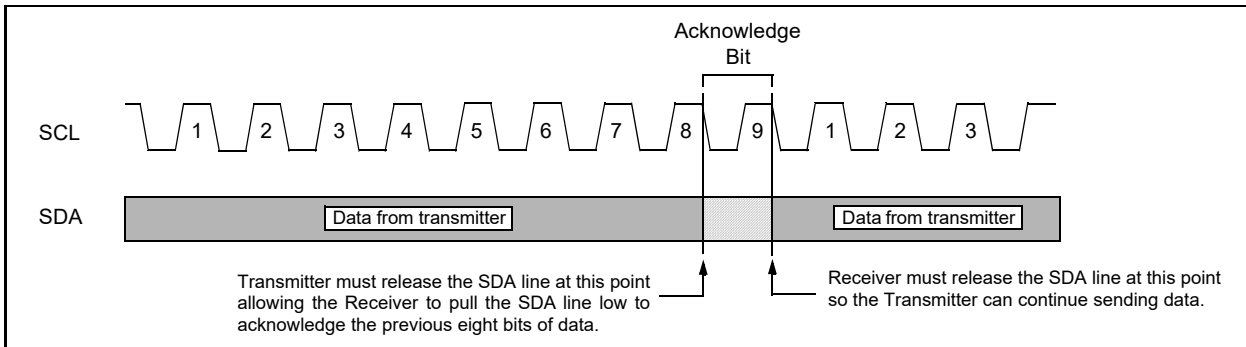 Acknowledge
Bit
SCL
1 2 3 4 5 6 7 8 9 1 2 3
SDA
Data from transmitter
Data from transmitter
Transmitter must release the SDA line at this point
allowing the Receiver to pull the SDA line low to
acknowledge the previous eight bits of data.
Receiver must release the SDA line at this point
so the Transmitter can continue sending data.